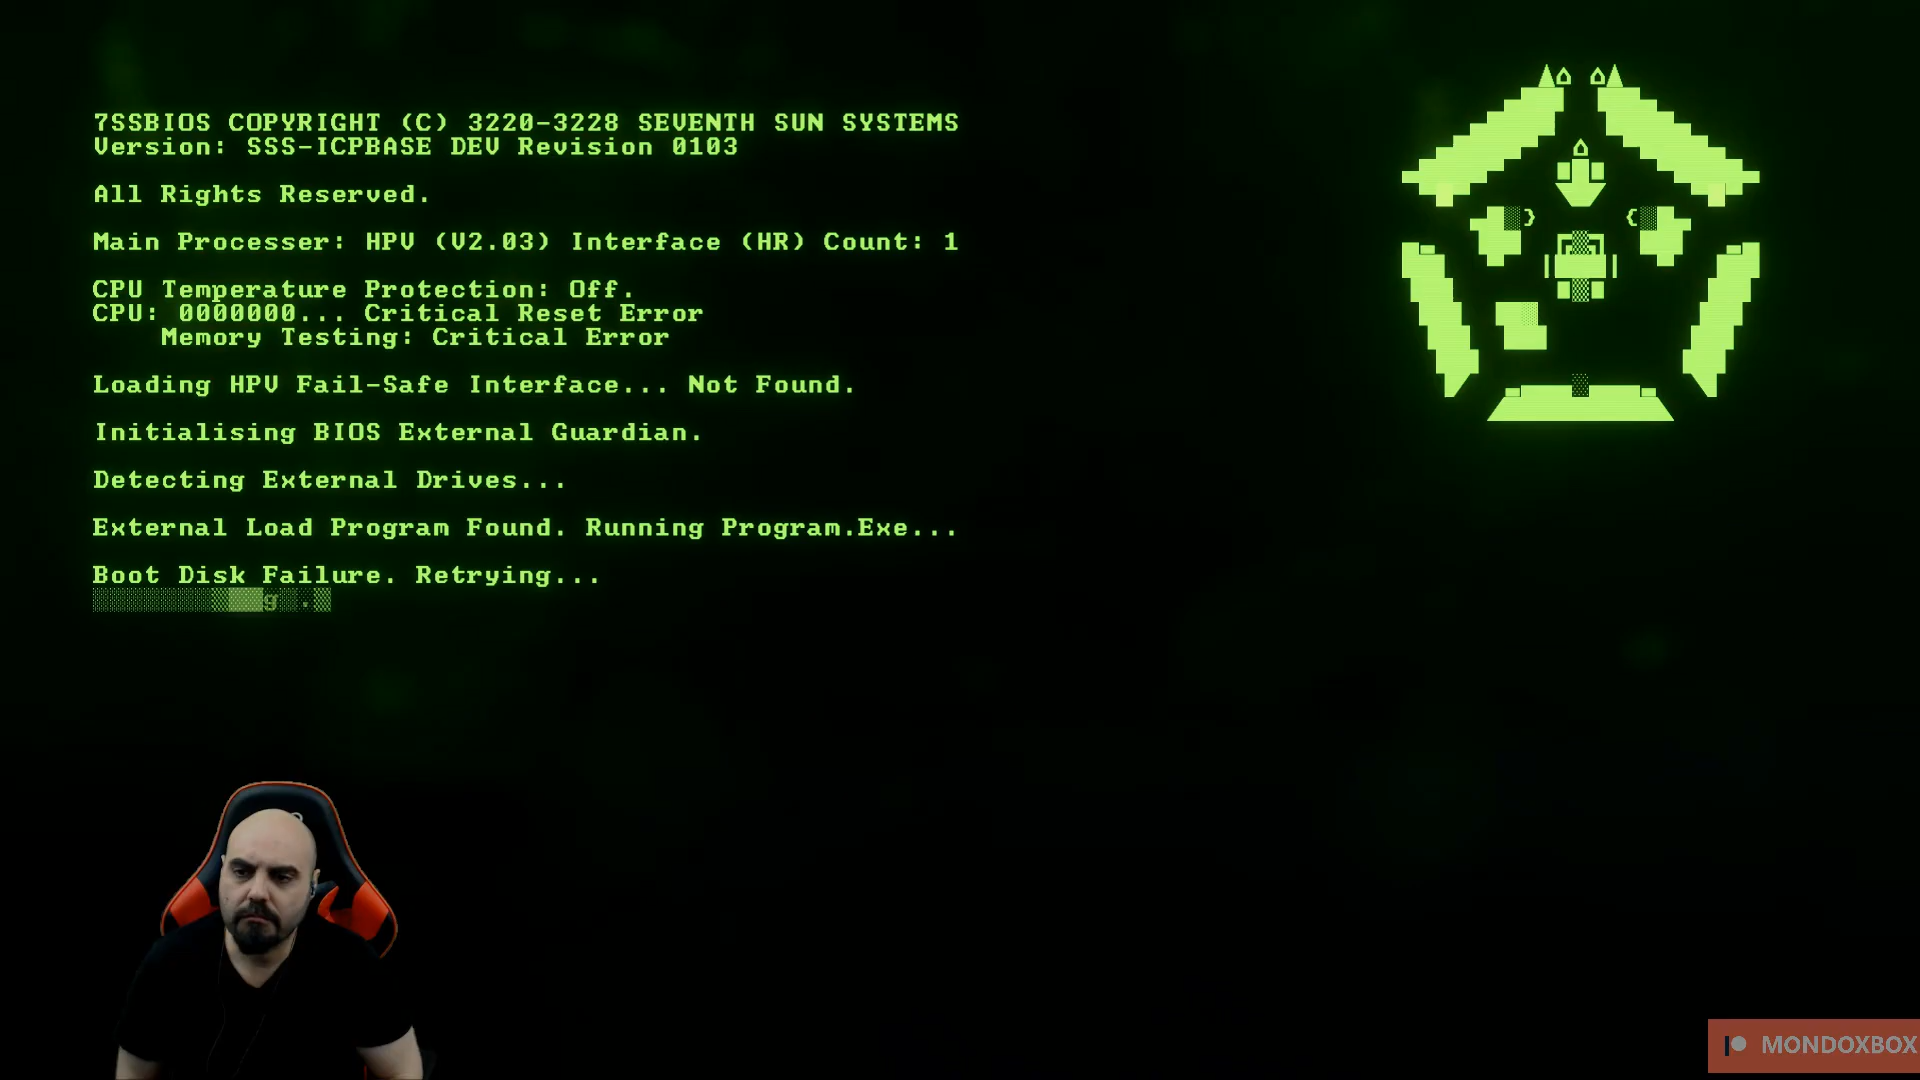 7SSBIOS COPYRIGHT (C) 3220-3228 SEVENTH SUN SYSTEMS
Version: SSS-ICPBASE DEV Revision 0103
All Rights Reserved.
Main Processer: HPV (V2.03) Interface (HR) Count: 1
CPU Temperature Protection: Off.
CPU: 0000000... Critical Reset Error
Memory Testing: Critical Error
Loading HPV Fail-Safe Interface... Not Found.
Initialising BIOS External Guardian.
Detecting External Drives...
External Load Program Found. Running Program.Exe...
Boot Disk Failure. Retrying...
MONDOXBOX